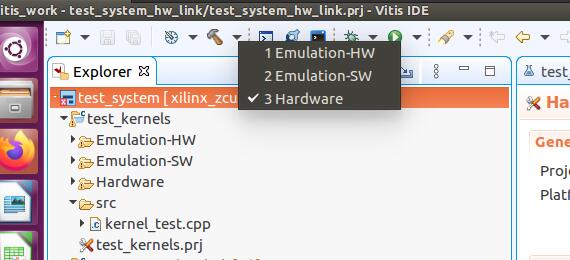 vitis_work - test_system_hw_link/test_system_hw_link.prj - Vitis IDE
1 Emulation-HW
2 Emulation-SW
3 Hardware
Explorer
test_
test_system [ xilinx_zcu
Ha
test_kernels
Gene
Emulation-HW
Emulation-SW
Proje
Hardware
Platf
src
kernel_test.cpp
test_kernels.prj